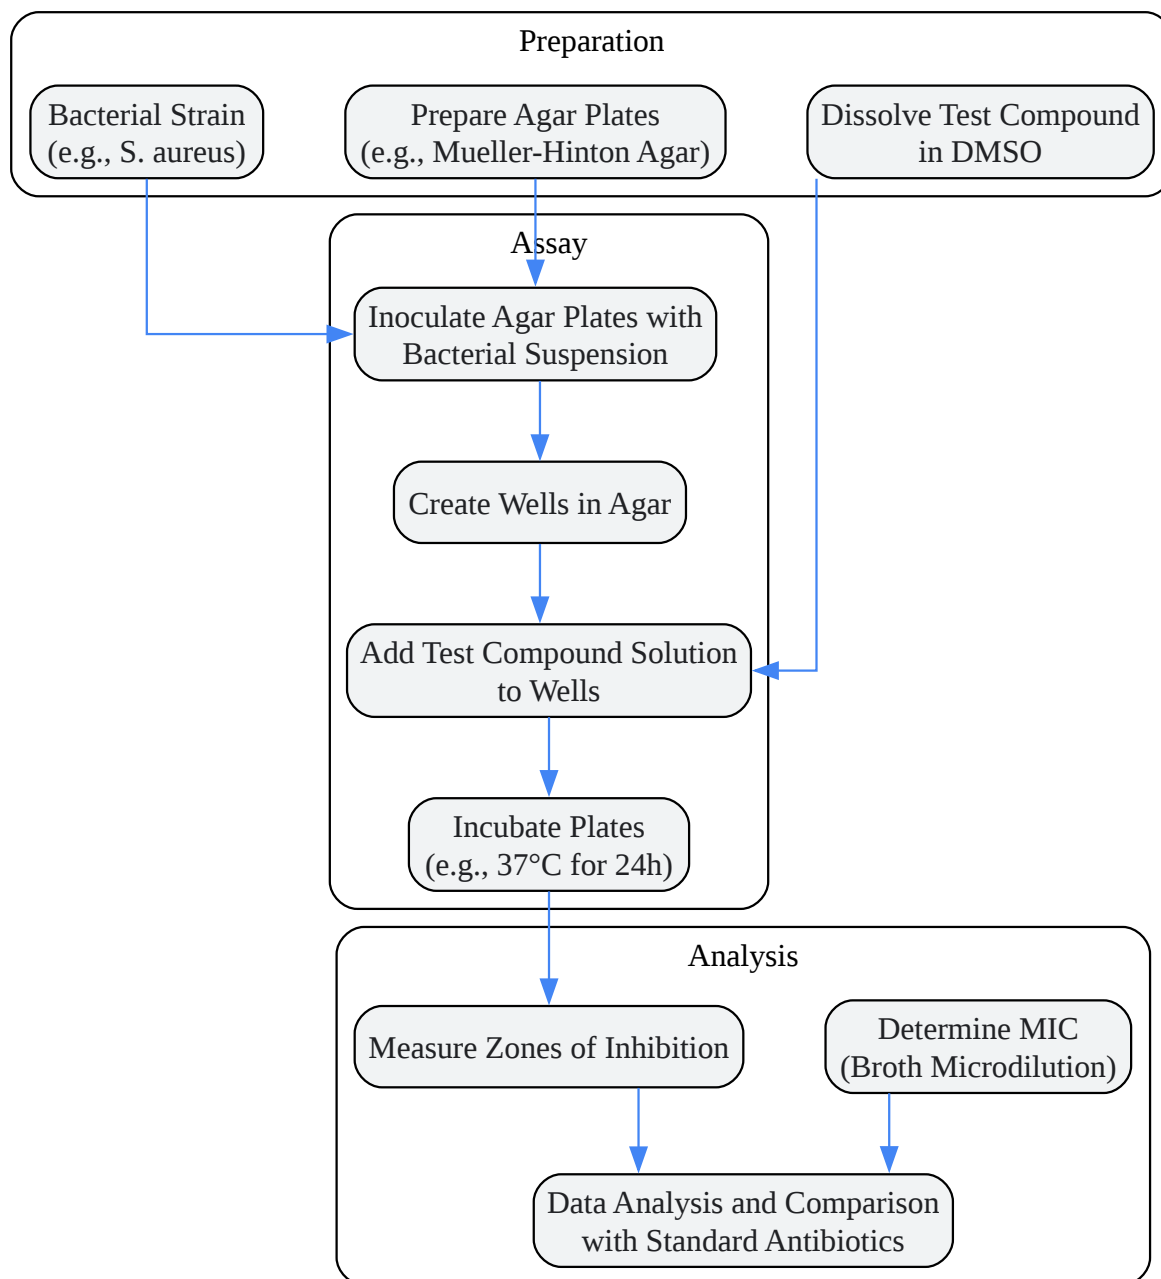 Preparation
Bacterial Strain
(e.g., S. aureus)
Prepare Agar Plates
(e.g., Mueller-Hinton Agar)
Dissolve Test Compound
in DMSO
Assay
Inoculate Agar Plates with
Bacterial Suspension
Create Wells in Agar
Add Test Compound Solution
to Wells
Incubate Plates
(e.g., 37°C for 24h)
Analysis
Measure Zones of Inhibition
Determine MIC
(Broth Microdilution)
Data Analysis and Comparison
with Standard Antibiotics